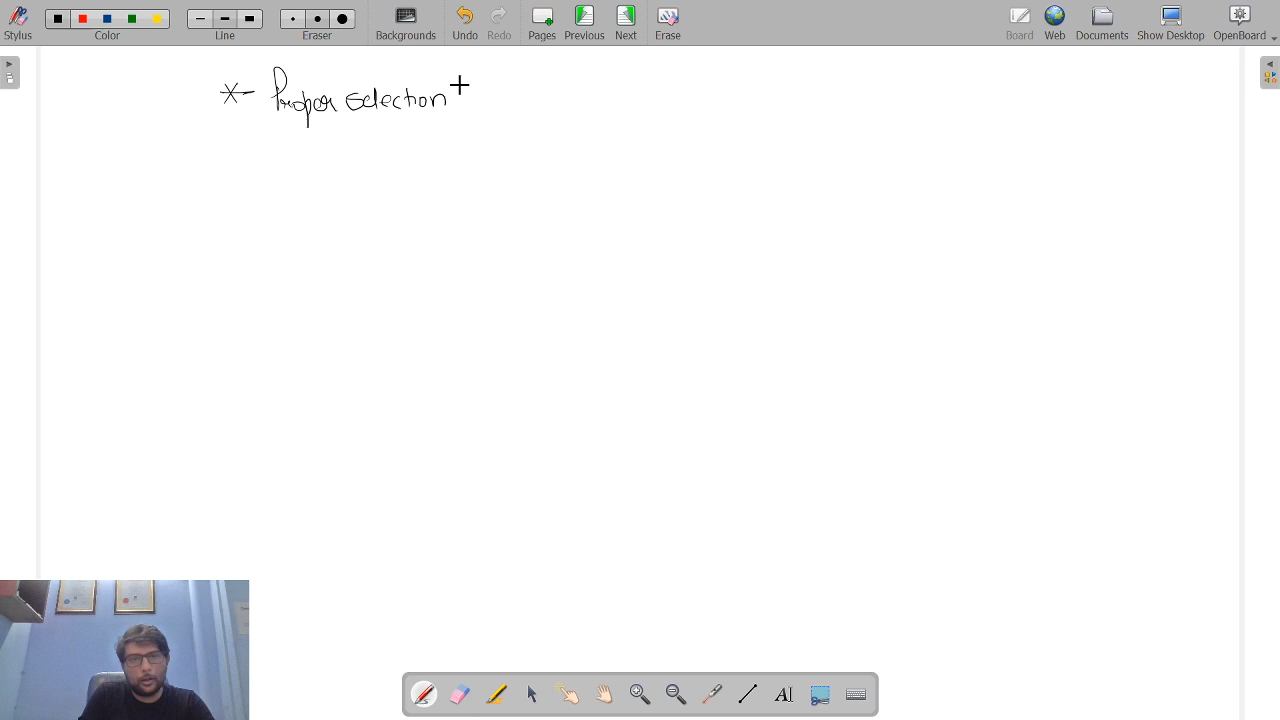 Stylus
Color
Line
Eraser
Backgrounds
Undo
Redo
Pages
Previous
Next
Erase
Board
Web
Documents
Show Desktop
OpenBoard
*- Proper selection
AI